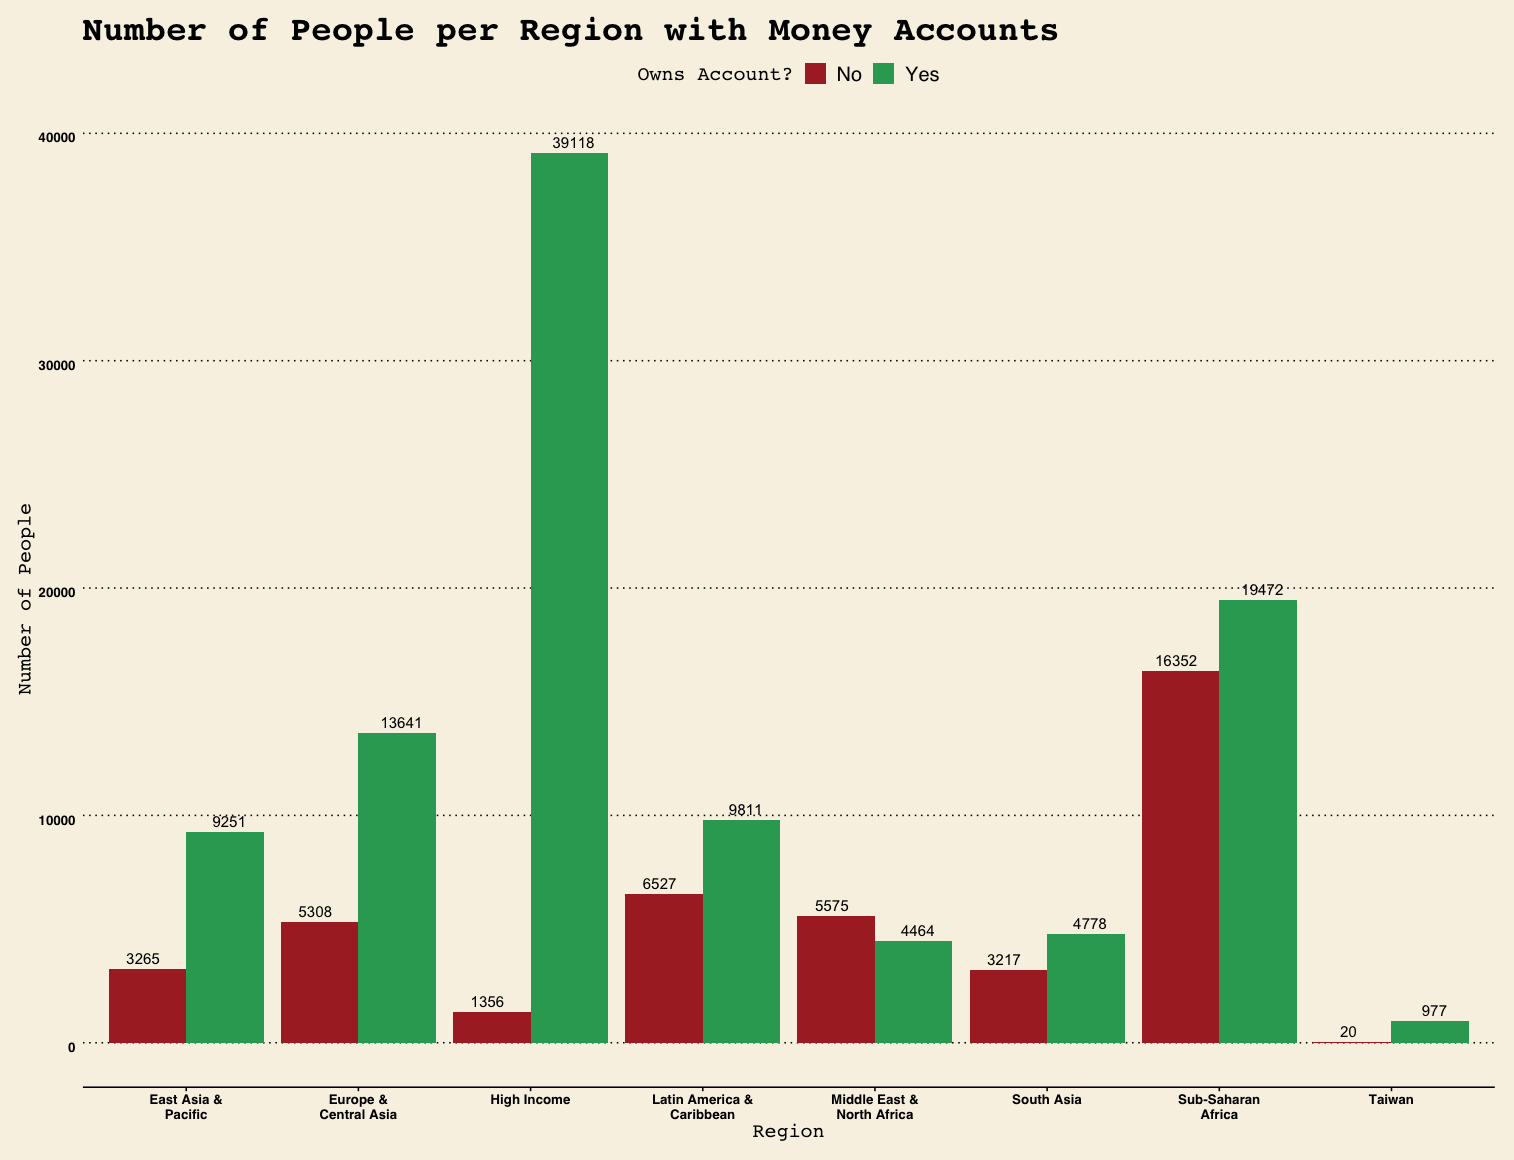 Number of People per Region with Money Accounts
Owns Account? No Yes
40000
30000
20000
10000
0
Number of People
3265
9251
5308
13641
1356
39118
6527
9811
5575
4464
3217
4778
16352
19472
20
977
East Asia &
Pacific
Europe &
Central Asia
High Income
Latin America &
Caribbean
Middle East &
North Africa
South Asia
Sub-Saharan
Africa
Taiwan
Region